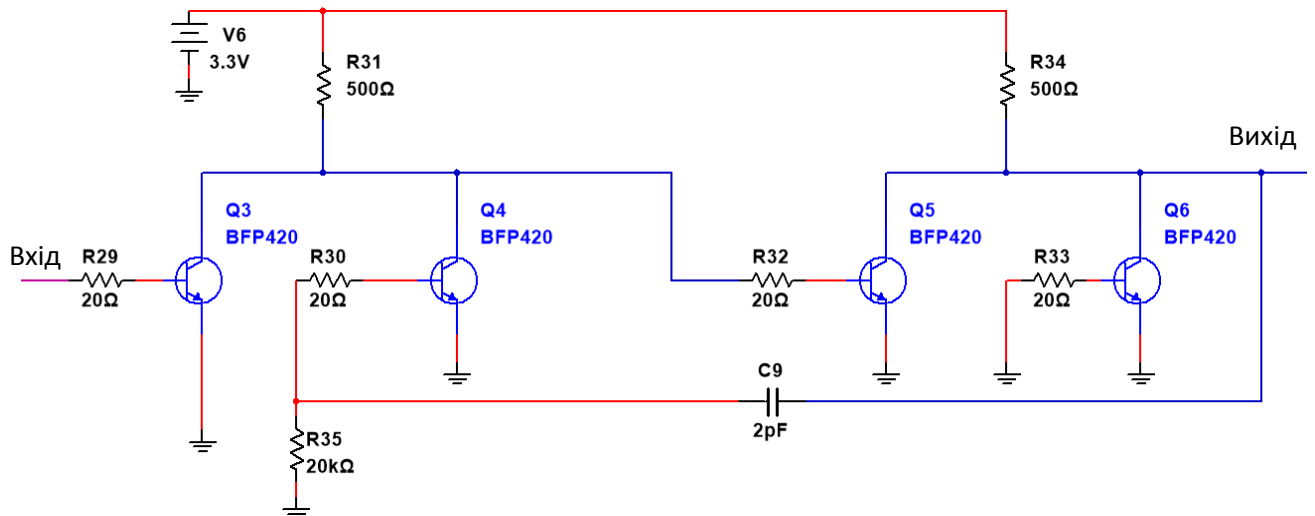 V6
3.3V
R31
500Ω
R34
500Ω
Вихід
Q3
BFP420
Q4
BFP420
Q5
BFP420
Q6
BFP420
Вхід
R29
20Ω
R30
20Ω
R32
20Ω
R33
20Ω
C9
2pF
R35
20kΩ